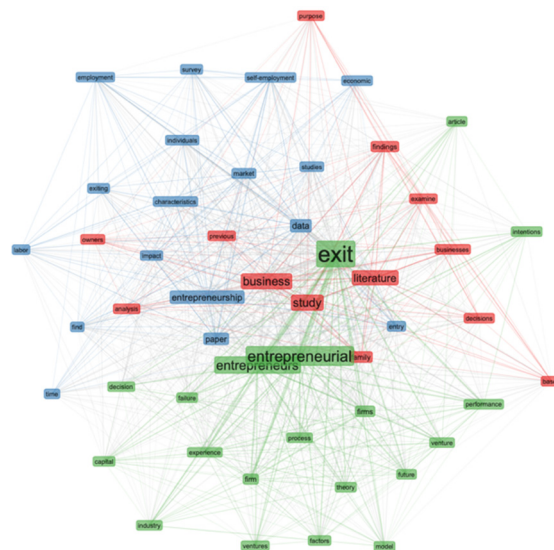 purpose
survey
employment
self-employment
economic
article
individuals
findings
market
studies
exiting
characteristics
examine
data
intentions
owners
previous
labor
businesses
exit
impact
business
literature
entrepreneurship
study
analysis
decisions
find
entry
paper
entrepreneurial
family
entrepreneurs
decision
time
failure
performance
firms
process
venture
experience
capital
future
firm
theory
industry
factors
ventures
model